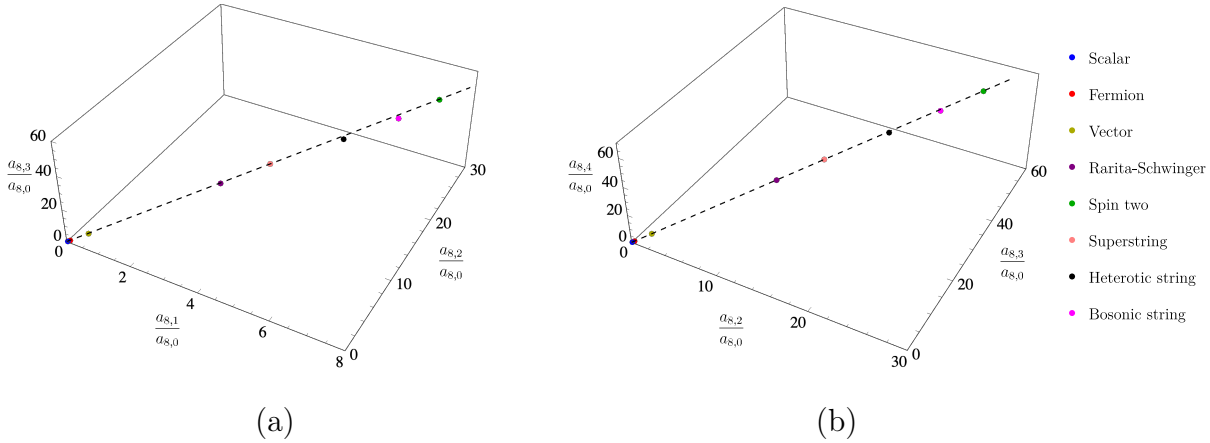 60
40
20
0
0
2
4
6
8
0
10
20
30
a_{8,3}/a_{8,0}
a_{8,1}/a_{8,0}
a_{8,2}/a_{8,0}
(a)
60
40
20
0
0
10
20
30
0
20
40
60
a_{8,4}/a_{8,0}
a_{8,2}/a_{8,0}
a_{8,3}/a_{8,0}
(b)
Scalar
Fermion
Vector
Rarita-Schwinger
Spin two
Superstring
Heterotic string
Bosonic string